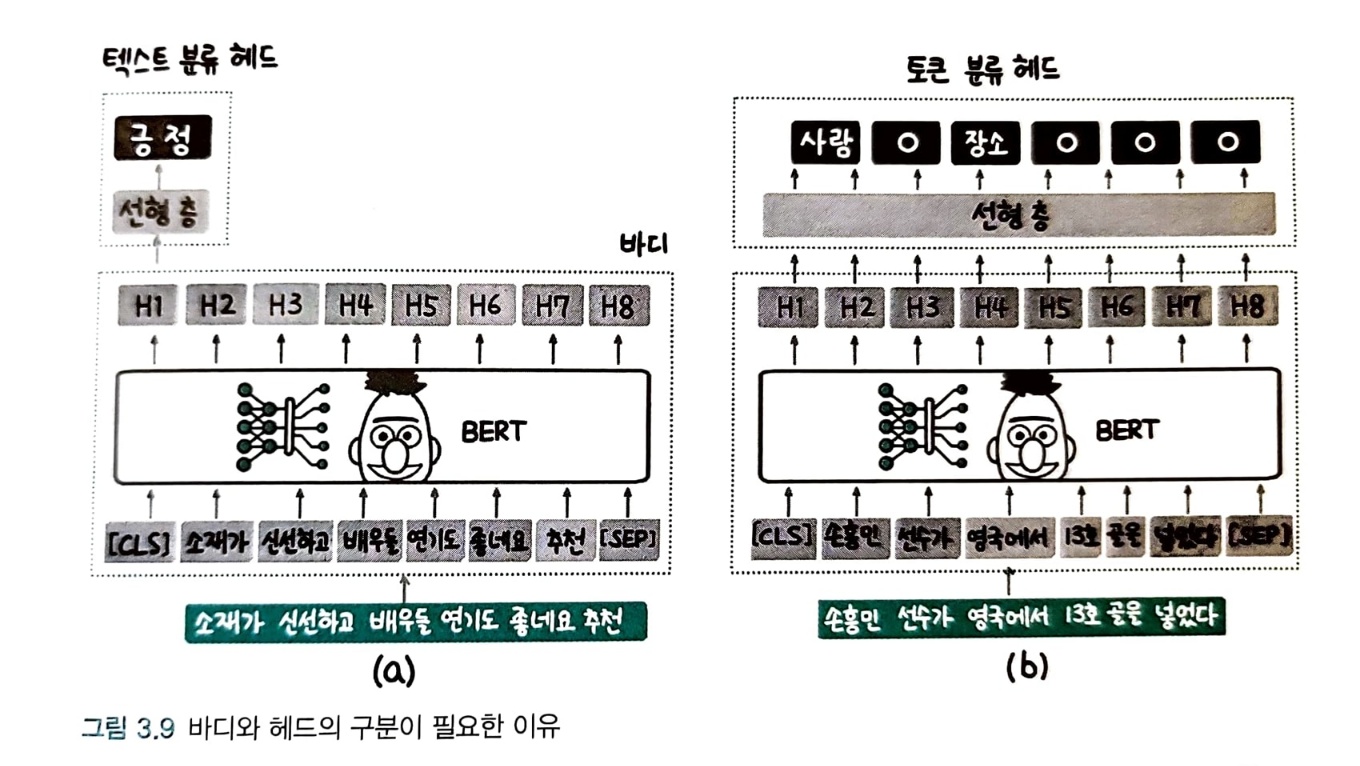 텍스트 분류 헤드
긍정
선형 층
바디
H1 H2 H3 H4 H5 H6 H7 H8
BERT
[CLS] 소재가 신선하고 배우들 연기도 좋네요 추천 [SEP]
소재가 신선하고 배우들 연기도 좋네요 추천
(a)
토큰 분류 헤드
사람 O 장소 O O O
선형 층
H1 H2 H3 H4 H5 H6 H7 H8
BERT
[CLS] 손흥민 선수가 영국에서 13호 골을 넣었다 [SEP]
손흥민 선수가 영국에서 13호 골을 넣었다
(b)
그림 3.9 바디와 헤드의 구분이 필요한 이유